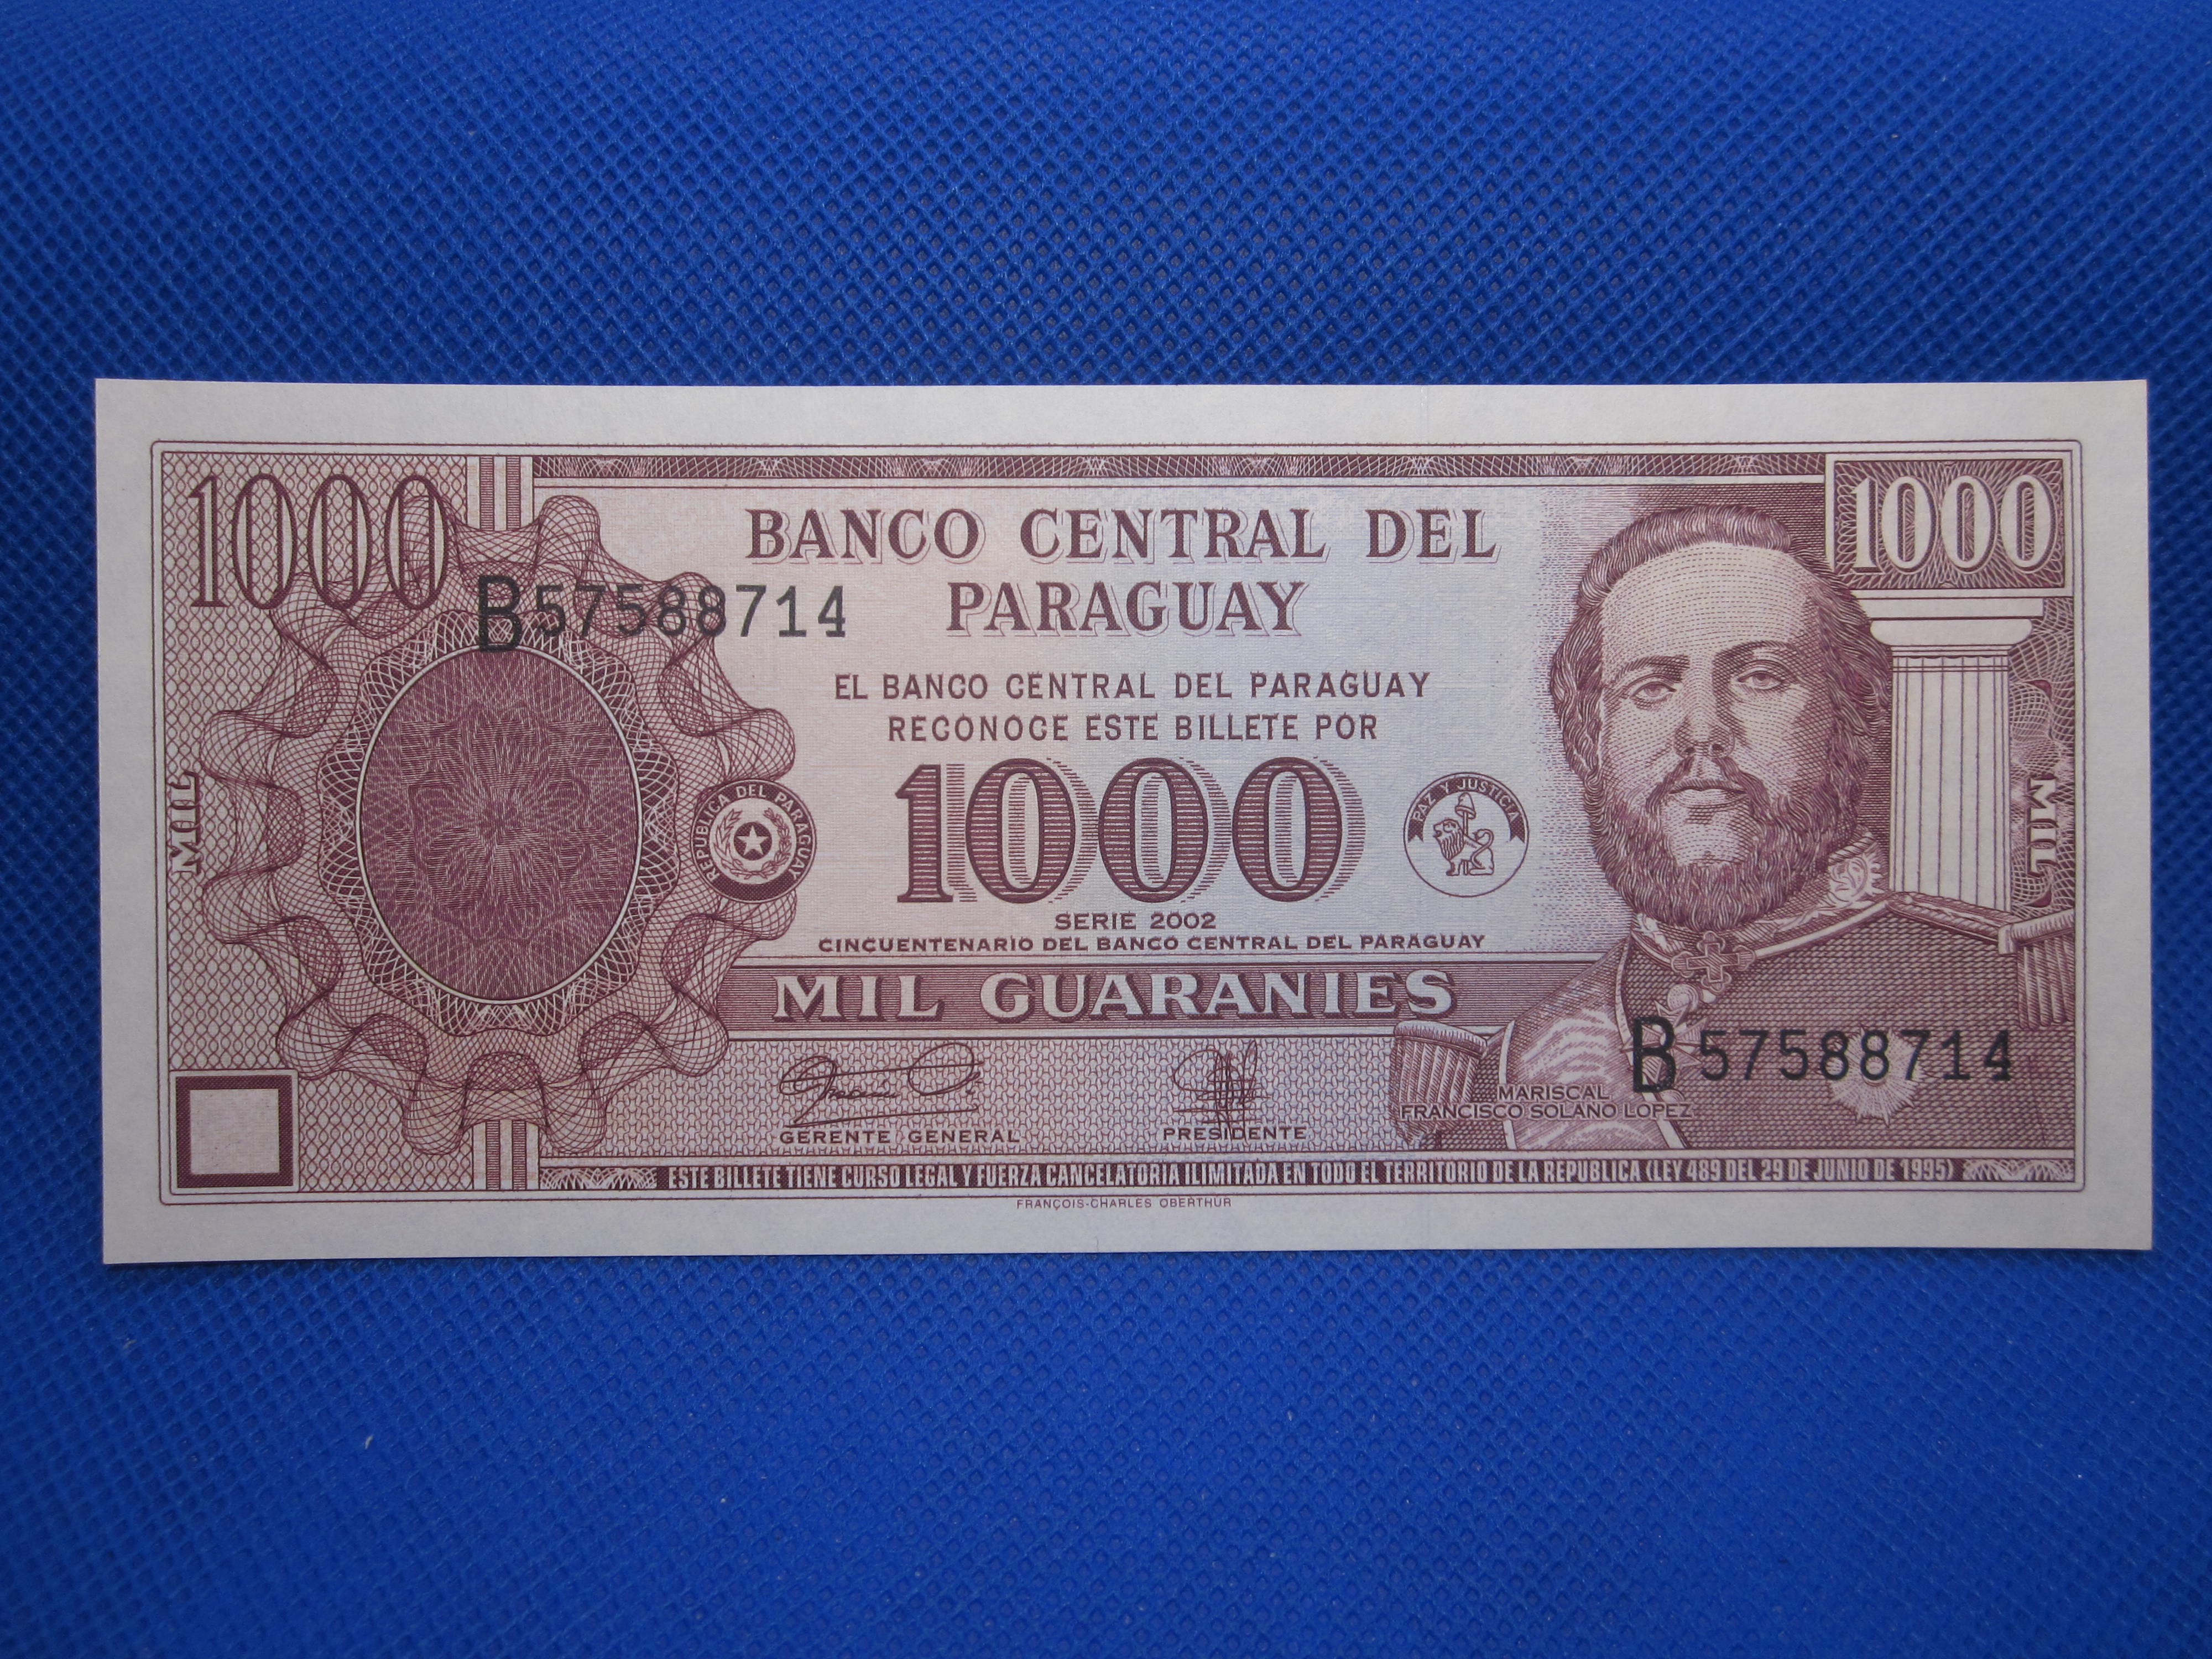 1000
1000
BANCO CENTRAL DEL
PARAGUAY
B57588714
EL BANCO CENTRAL DEL PARAGUAY
RECONOCE ESTE BILLETE POR
1000
MIL
REPUBLICA DEL PARAGUAY
PAZ Y JUSTICIA
MIL
SERIE 2002
CINCUENTENARIO DEL BANCO CENTRAL DEL PARAGUAY
MIL GUARANIES
B57588714
GERENTE GENERAL
PRESIDENTE
MARISCAL
FRANCISCO SOLANO LOPEZ
ESTE BILLETE TIENE CURSO LEGAL Y FUERZA CANCELATORIA ILIMITADA EN TODO EL TERRITORIO DE LA REPUBLICA (LEY 489 DEL 29 DE JUNIO DE 1995)
FRANÇOIS-CHARLES OBERTHUR